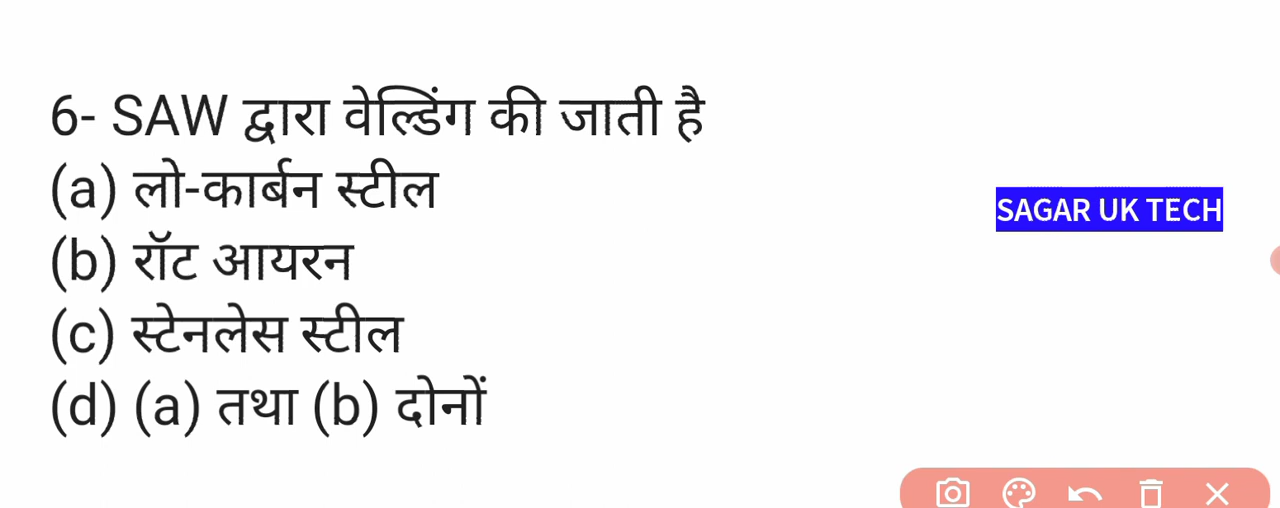 6- SAW द्वारा वेल्डिंग की जाती है
(a) लो-कार्बन स्टील
SAGAR UK TECH
(b) रॉट आयरन
(c) स्टेनलेस स्टील
(d) (a) तथा (b) दोनों